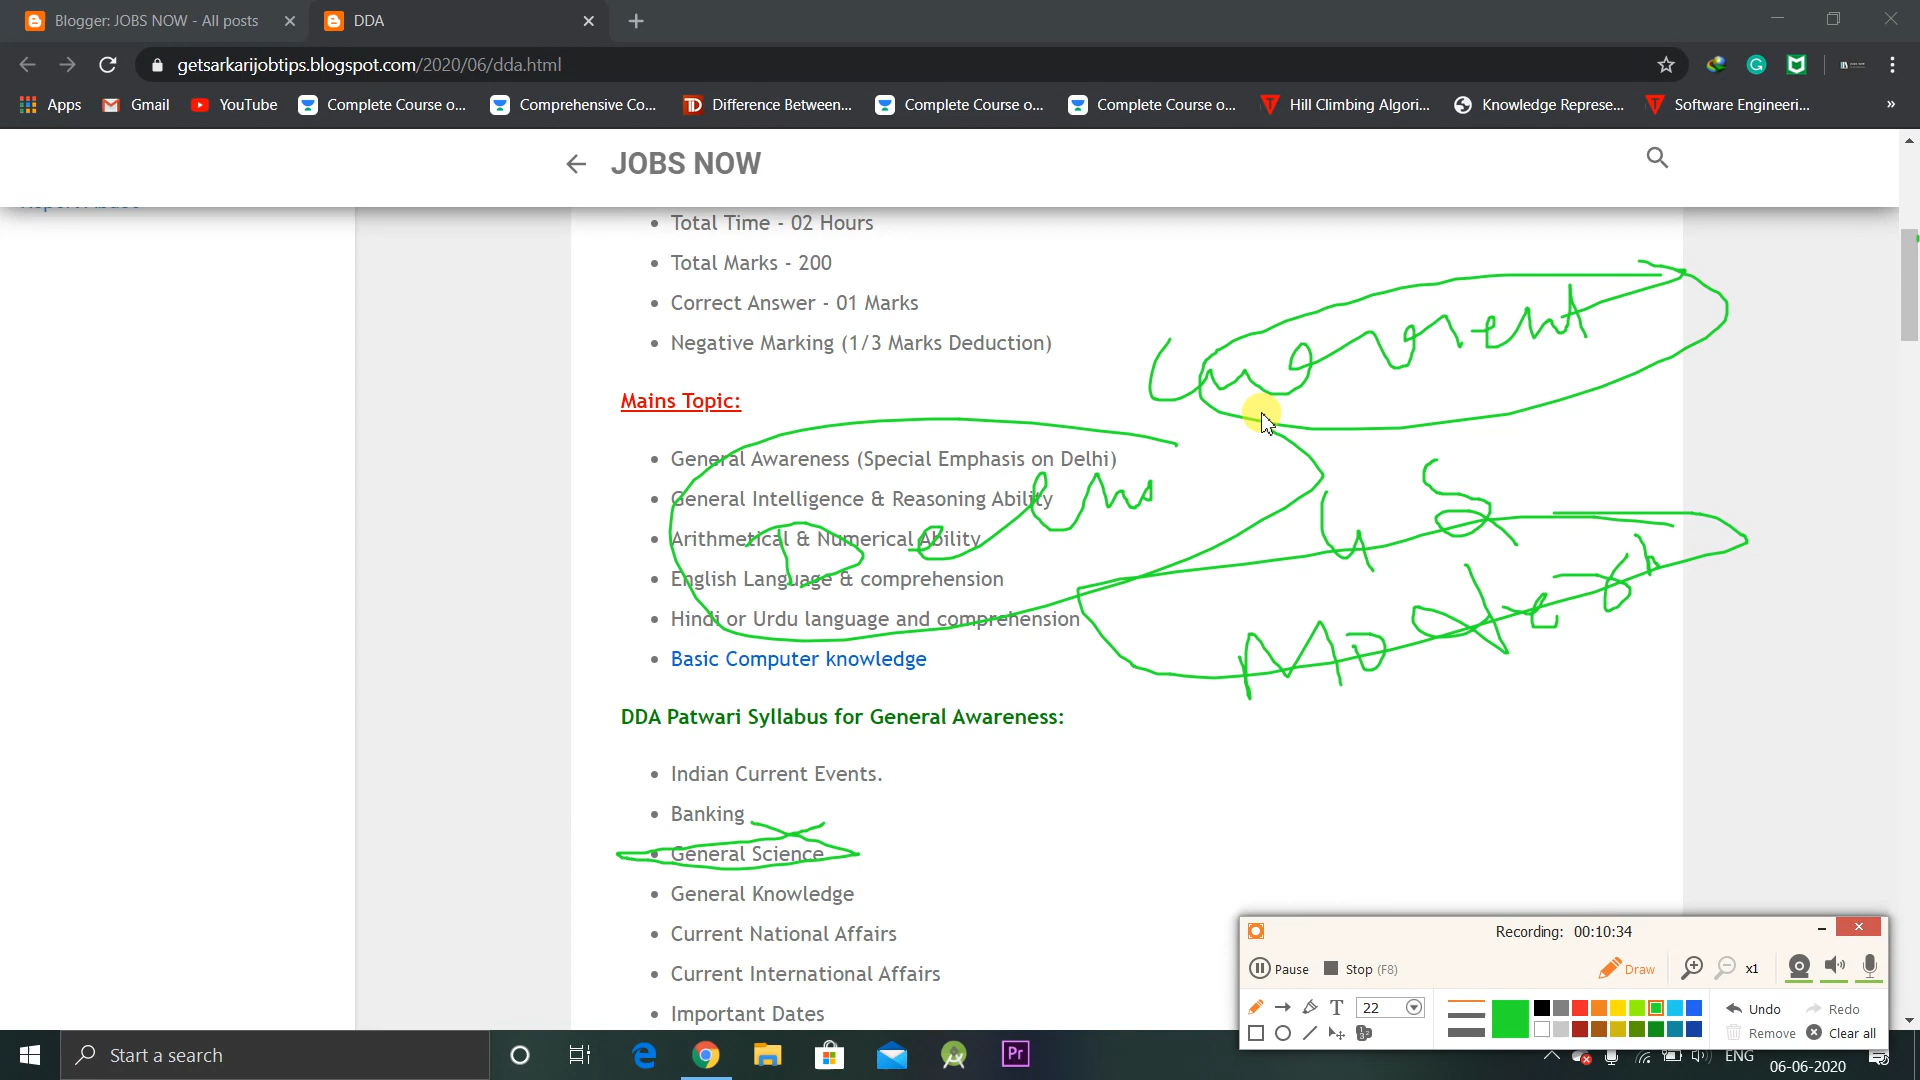 Blogger: JOBS NOW - All posts
DDA
getsarkarijobtips.blogspot.com/2020/06/dda.html
Apps Gmail YouTube Complete Course o... Comprehensive Co... Difference Between... Complete Course o... Complete Course o... Hill Climbing Algori... Knowledge Represe... Software Engineeri... »
JOBS NOW
Total Time - 02 Hours
Total Marks - 200
Correct Answer - 01 Marks
Negative Marking (1/3 Marks Deduction)
Mains Topic:
General Awareness (Special Emphasis on Delhi)
General Intelligence & Reasoning Ability
Arithmetical & Numerical Ability
English Language & comprehension
Hindi or Urdu language and comprehension
Basic Computer knowledge
DDA Patwari Syllabus for General Awareness:
Indian Current Events.
Banking
General Science
General Knowledge
Current National Affairs
Current International Affairs
Important Dates
Recording: 00:10:34
Pause Stop (F8) Draw x1
T 22 Undo Redo
Remove Clear all
Start a search
Pr
ENG
06-06-2020